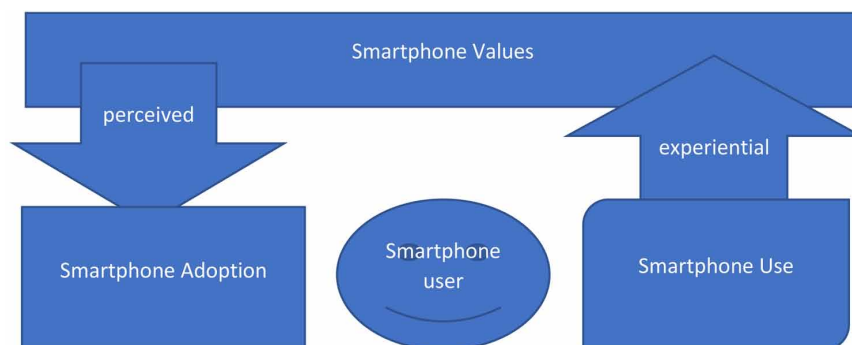 Smartphone Values
perceived
experiential
Smartphone Adoption
Smartphone
user
Smartphone Use